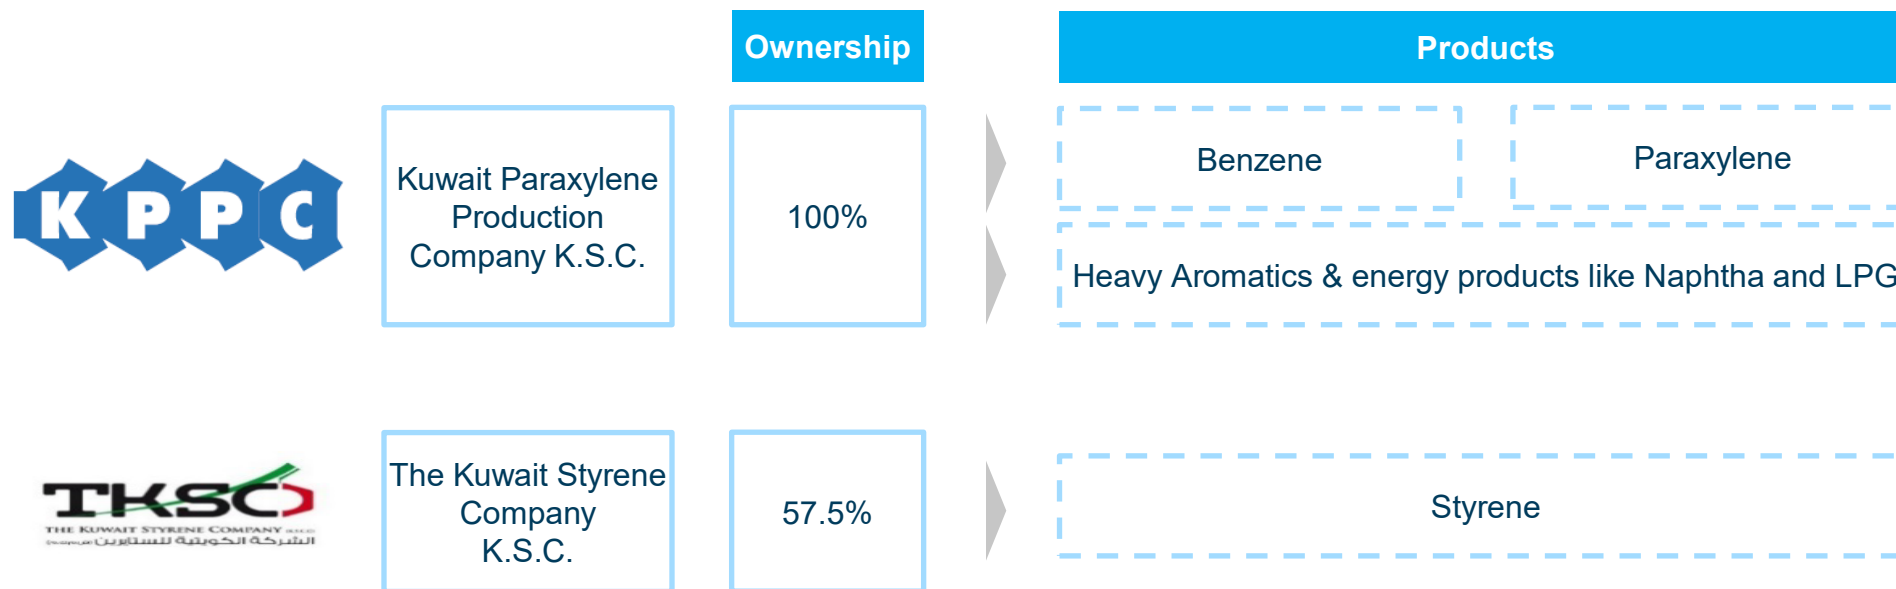 Ownership
Products
KPPC
Kuwait Paraxylene
Production
Company K.S.C.
100%
Benzene
Paraxylene
Heavy Aromatics & energy products like Naphtha and LPG
TKSC
THE KUWAIT STYRENE COMPANY
الشركة الكويتية للستايرين
The Kuwait Styrene
Company
K.S.C.
57.5%
Styrene